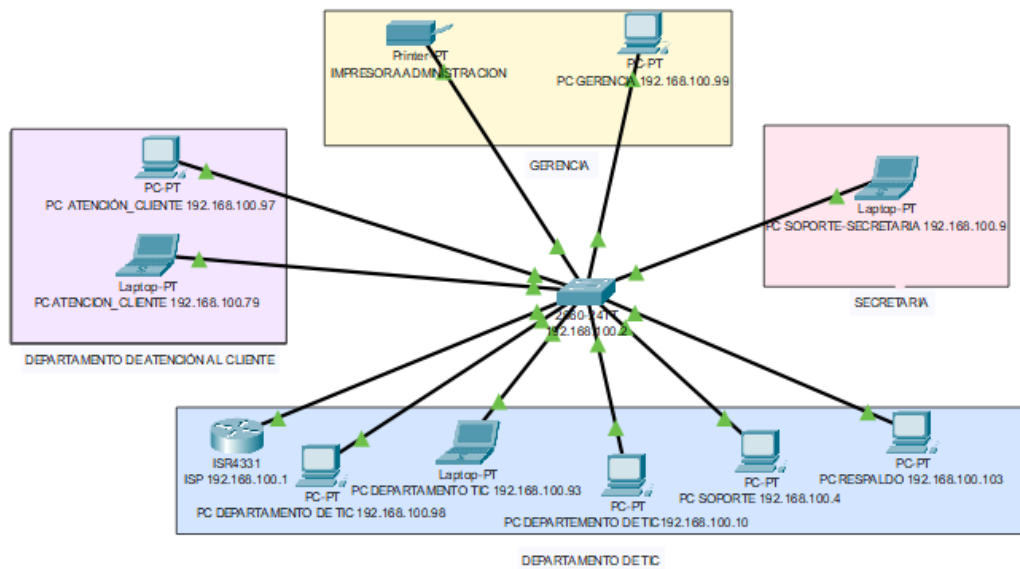 Printer-PT
IMPRESORA ADMINISTRACION
PC-PT
PC GERENCIA 192.168.100.99
GERENCIA
PC-PT
PC ATENCIÓN_CLIENTE 192.168.100.97
Laptop-PT
PC ATENCION_CLIENTE 192.168.100.79
DEPARTAMENTO DE ATENCIÓN AL CLIENTE
Laptop-PT
PC SOPORTE-SECRETARIA 192.168.100.9
SECRETARIA
2960-24TT
192.168.100.2
ISR4331
ISP 192.168.100.1
PC-PT
PC DEPARTAMENTO DE TIC 192.168.100.98
Laptop-PT
PC DEPARTAMENTO TIC 192.168.100.93
PC-PT
PC DEPARTEMENTO DE TIC 192.168.100.10
PC-PT
PC SOPORTE 192.168.100.4
PC-PT
PC RESPALDO 192.168.100.103
DEPARTAMENTO DE TIC